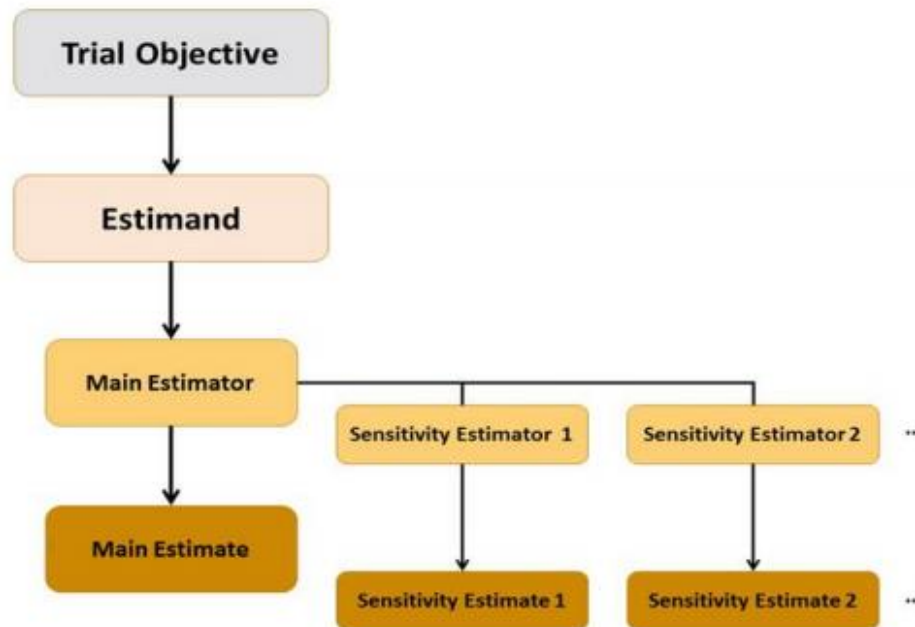 Trial Objective
Estimand
Main Estimator
Sensitivity Estimator 1
Sensitivity Estimator 2
..
Main Estimate
Sensitivity Estimate 1
Sensitivity Estimate 2
..